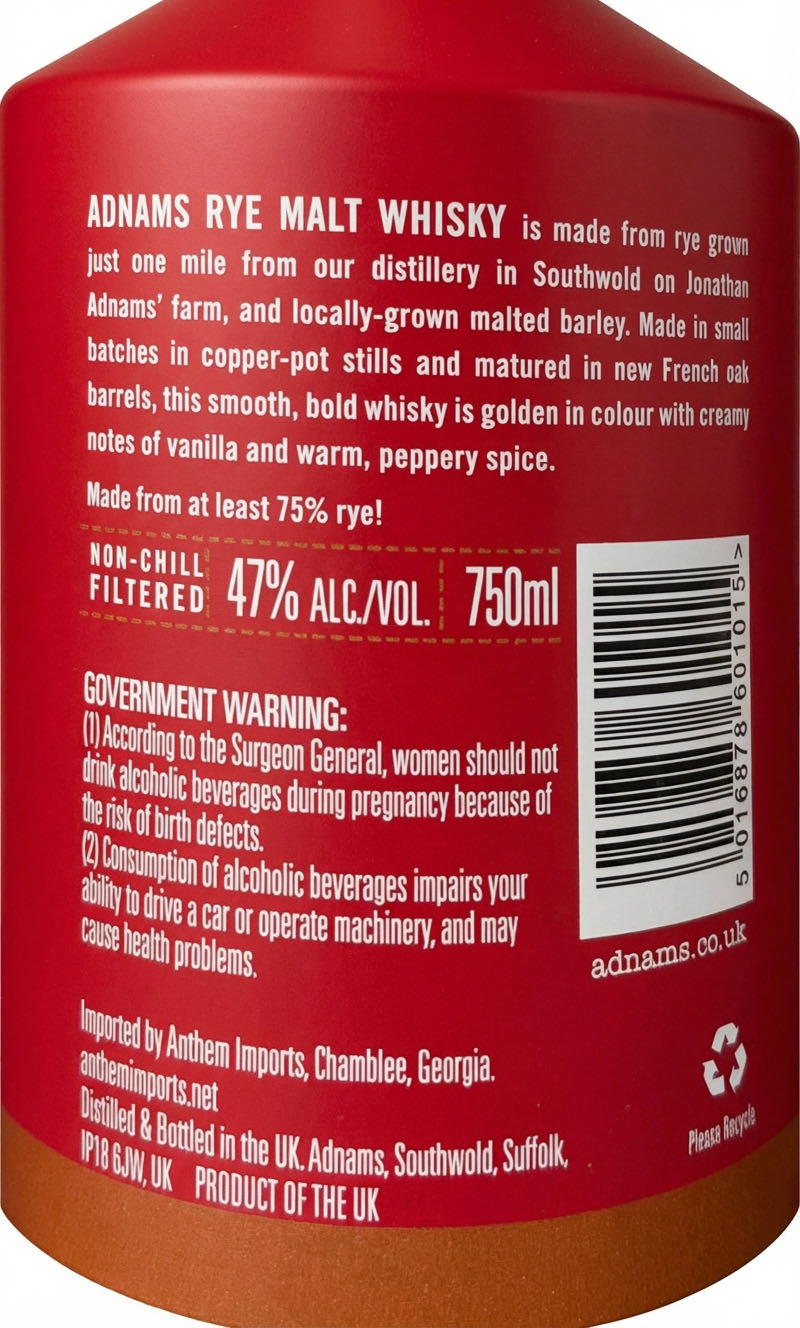 ADNAMS RYE MALT WHISKY is made from rye grown
just one mile from our distillery in Southwold on Jonathan
Adnams' farm, and locally-grown malted barley. Made in small
batches in copper-pot stills and matured in new French oak
barrels, this smooth, bold whisky is golden in colour with creamy
notes of vanilla and warm, peppery spice.
Made from at least 75% rye!
NON-CHILL
FILTERED
47% ALC./VOL.
750ml
5 016878 601015 >
adnams.co.uk
GOVERNMENT WARNING:
(1) According to the Surgeon General, women should not
drink alcoholic beverages during pregnancy because of
the risk of birth defects.
(2) Consumption of alcoholic beverages impairs your
ability to drive a car or operate machinery, and may
cause health problems.
Imported by Anthem Imports, Chamblee, Georgia.
anthemimports.net
Distilled & Bottled in the UK. Adnams, Southwold, Suffolk,
IP18 6JW, UK PRODUCT OF THE UK
Please Recycle